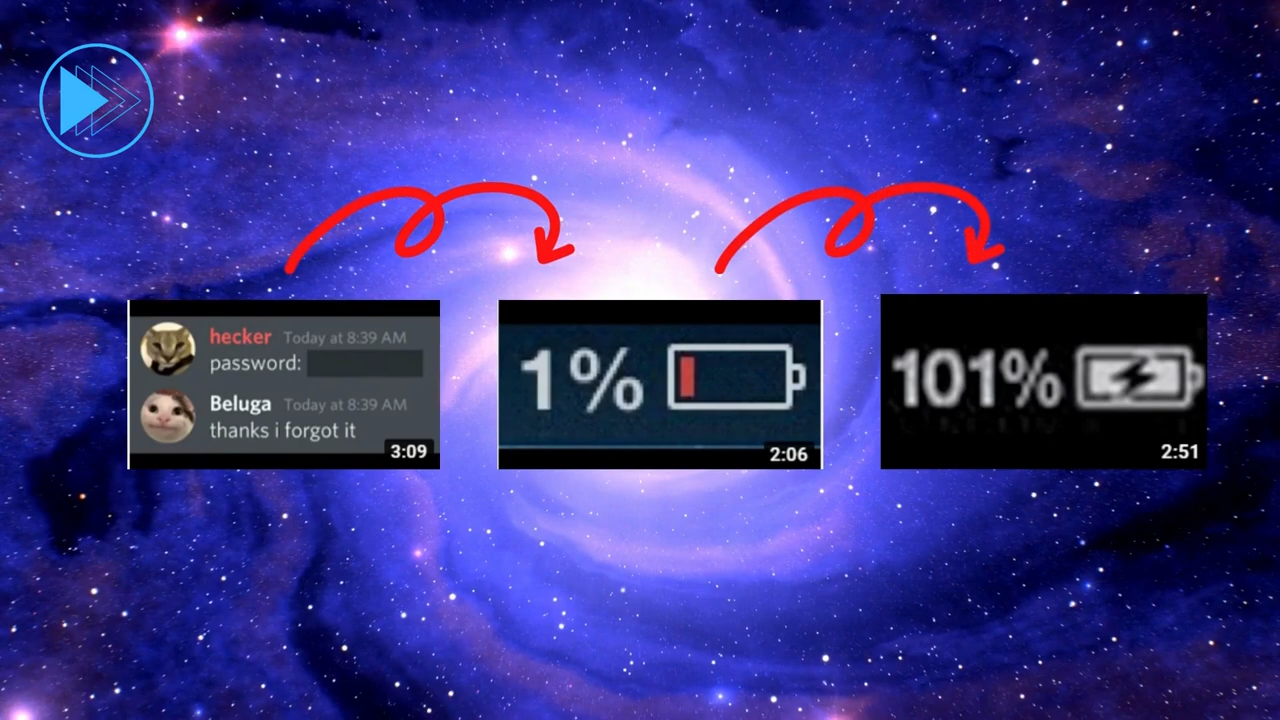 hecker Today at 8:39 AM
password:
Beluga Today at 8:39 AM
thanks i forgot it
3:09
1%
2:06
101%
2:51